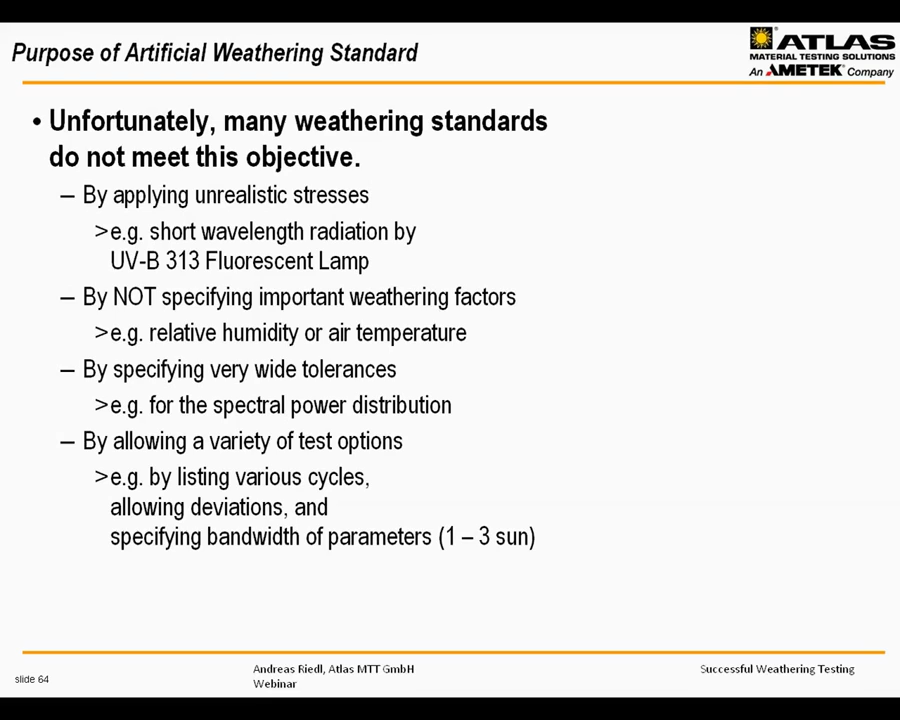 Purpose of Artificial Weathering Standard
ATLAS®
MATERIAL TESTING SOLUTIONS
An AMETEK® Company
• Unfortunately, many weathering standards
do not meet this objective.
– By applying unrealistic stresses
>e.g. short wavelength radiation by
UV-B 313 Fluorescent Lamp
– By NOT specifying important weathering factors
>e.g. relative humidity or air temperature
– By specifying very wide tolerances
>e.g. for the spectral power distribution
– By allowing a variety of test options
>e.g. by listing various cycles,
allowing deviations, and
specifying bandwidth of parameters (1 – 3 sun)
slide 64
Andreas Riedl, Atlas MTT GmbH
Webinar
Successful Weathering Testing